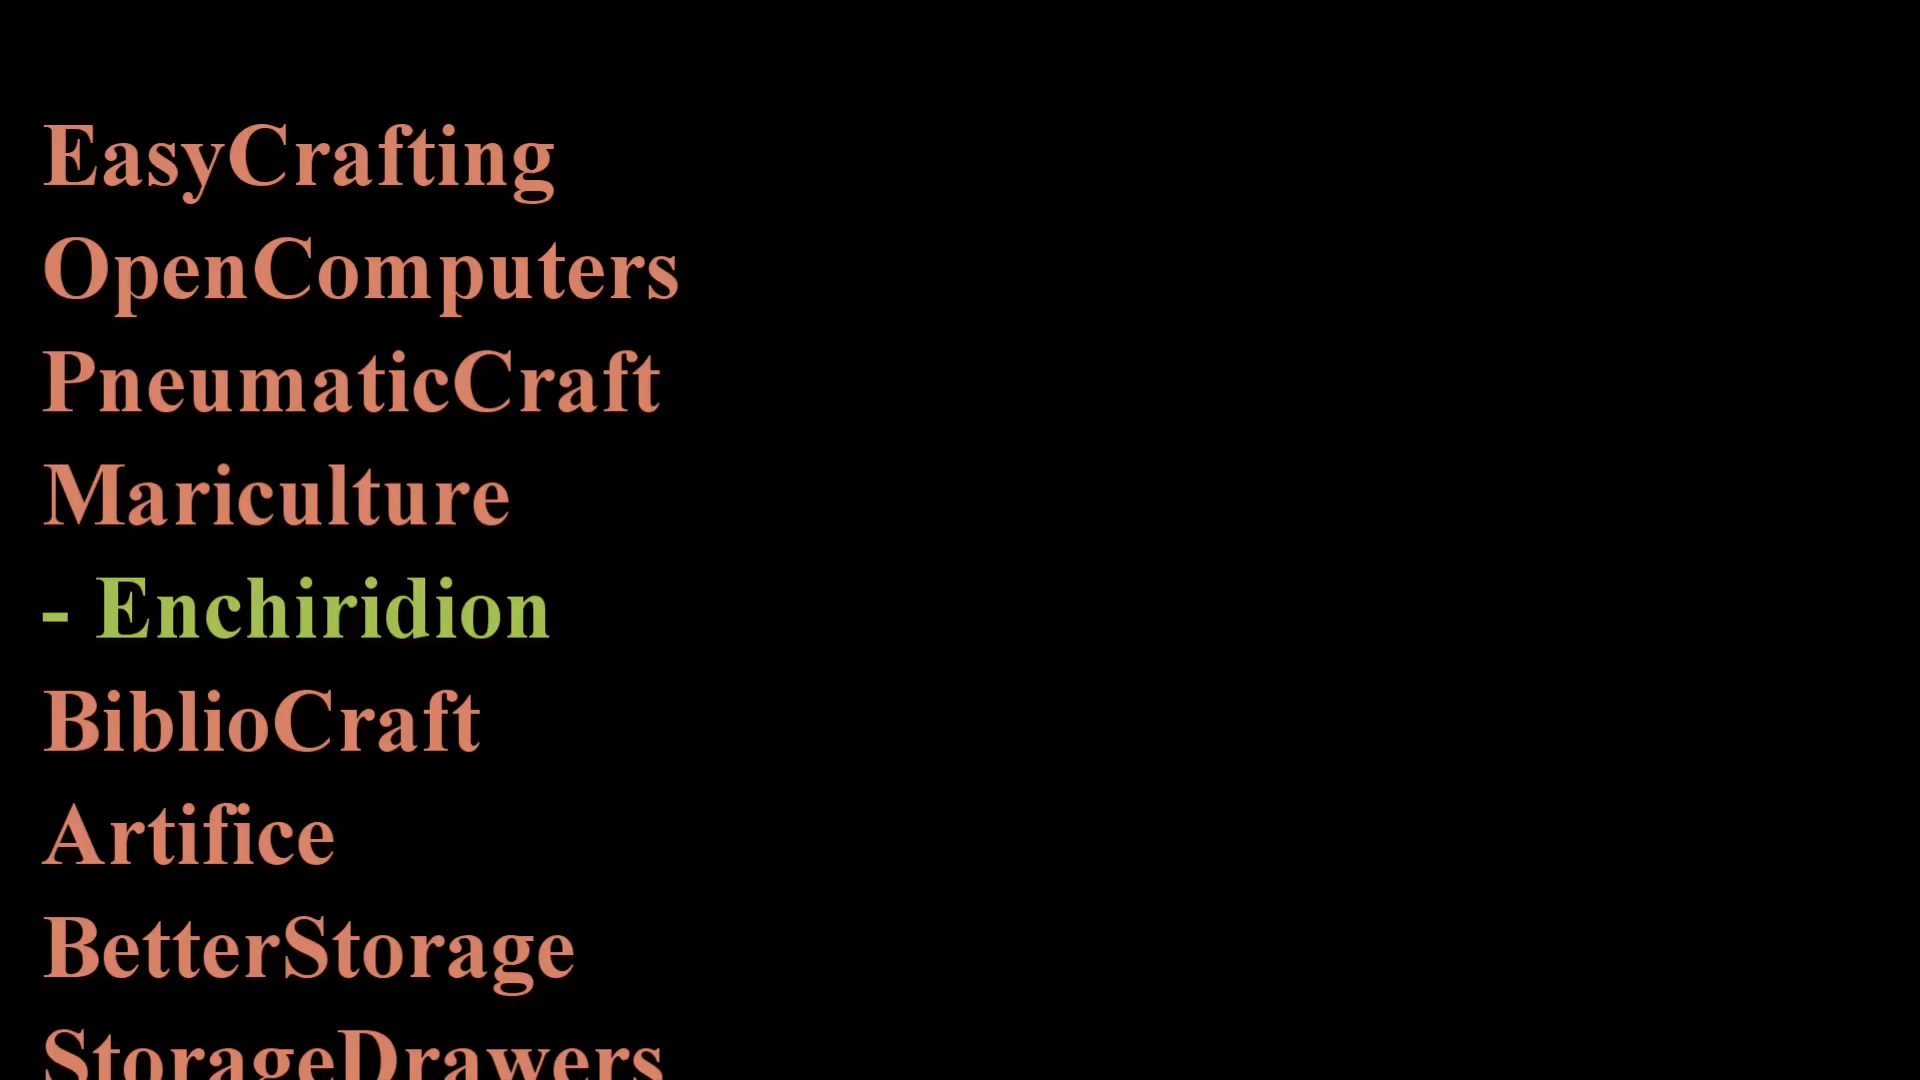 EasyCrafting
OpenComputers
PneumaticCraft
Mariculture
- Enchiridion
BiblioCraft
Artifice
BetterStorage
StorageDrawers